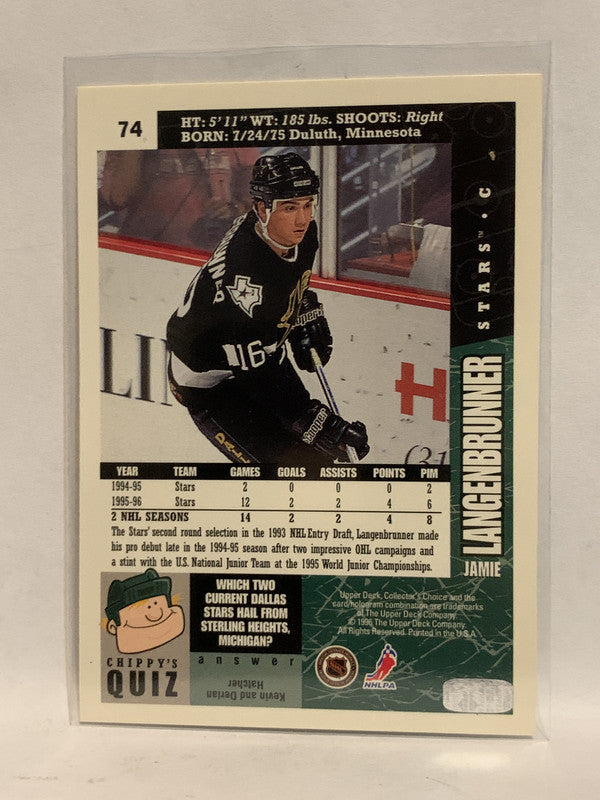 74
HT: 5'11" WT: 185 lbs. SHOOTS: Right
BORN: 7/24/75 Duluth, Minnesota
STARS™ • C
JAMIE
LANGENBRUNNER
16
YEAR TEAM GAMES GOALS ASSISTS POINTS PIM
1994-95 Stars 2 0 0 0 2
1995-96 Stars 12 2 2 4 6
2 NHL SEASONS 14 2 2 4 8
The Stars' second round selection in the 1993 NHL Entry Draft, Langenbrunner made
his pro debut late in the 1994-95 season after two impressive OHL campaigns and
a stint with the U.S. National Junior Team at the 1995 World Junior Championships.
WHICH TWO
CURRENT DALLAS
STARS HAIL FROM
STERLING HEIGHTS,
MICHIGAN?
CHIPPY'S
QUIZ
answer
Kevin and Derian
Hatcher
Upper Deck, Collector's Choice and the
card/hologram combination are trademarks
of The Upper Deck Company.
© 1996 The Upper Deck Company.
All Rights Reserved. Printed in the U.S.A.
NHLPA